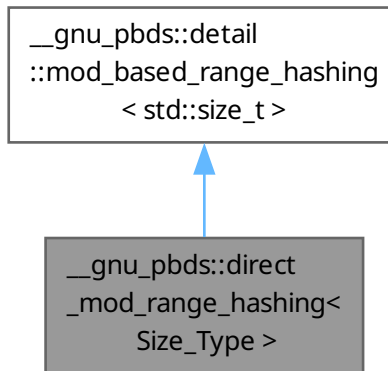 __gnu_pbds::detail
::mod_based_range_hashing
< std::size_t >
__gnu_pbds::direct
_mod_range_hashing<
Size_Type >